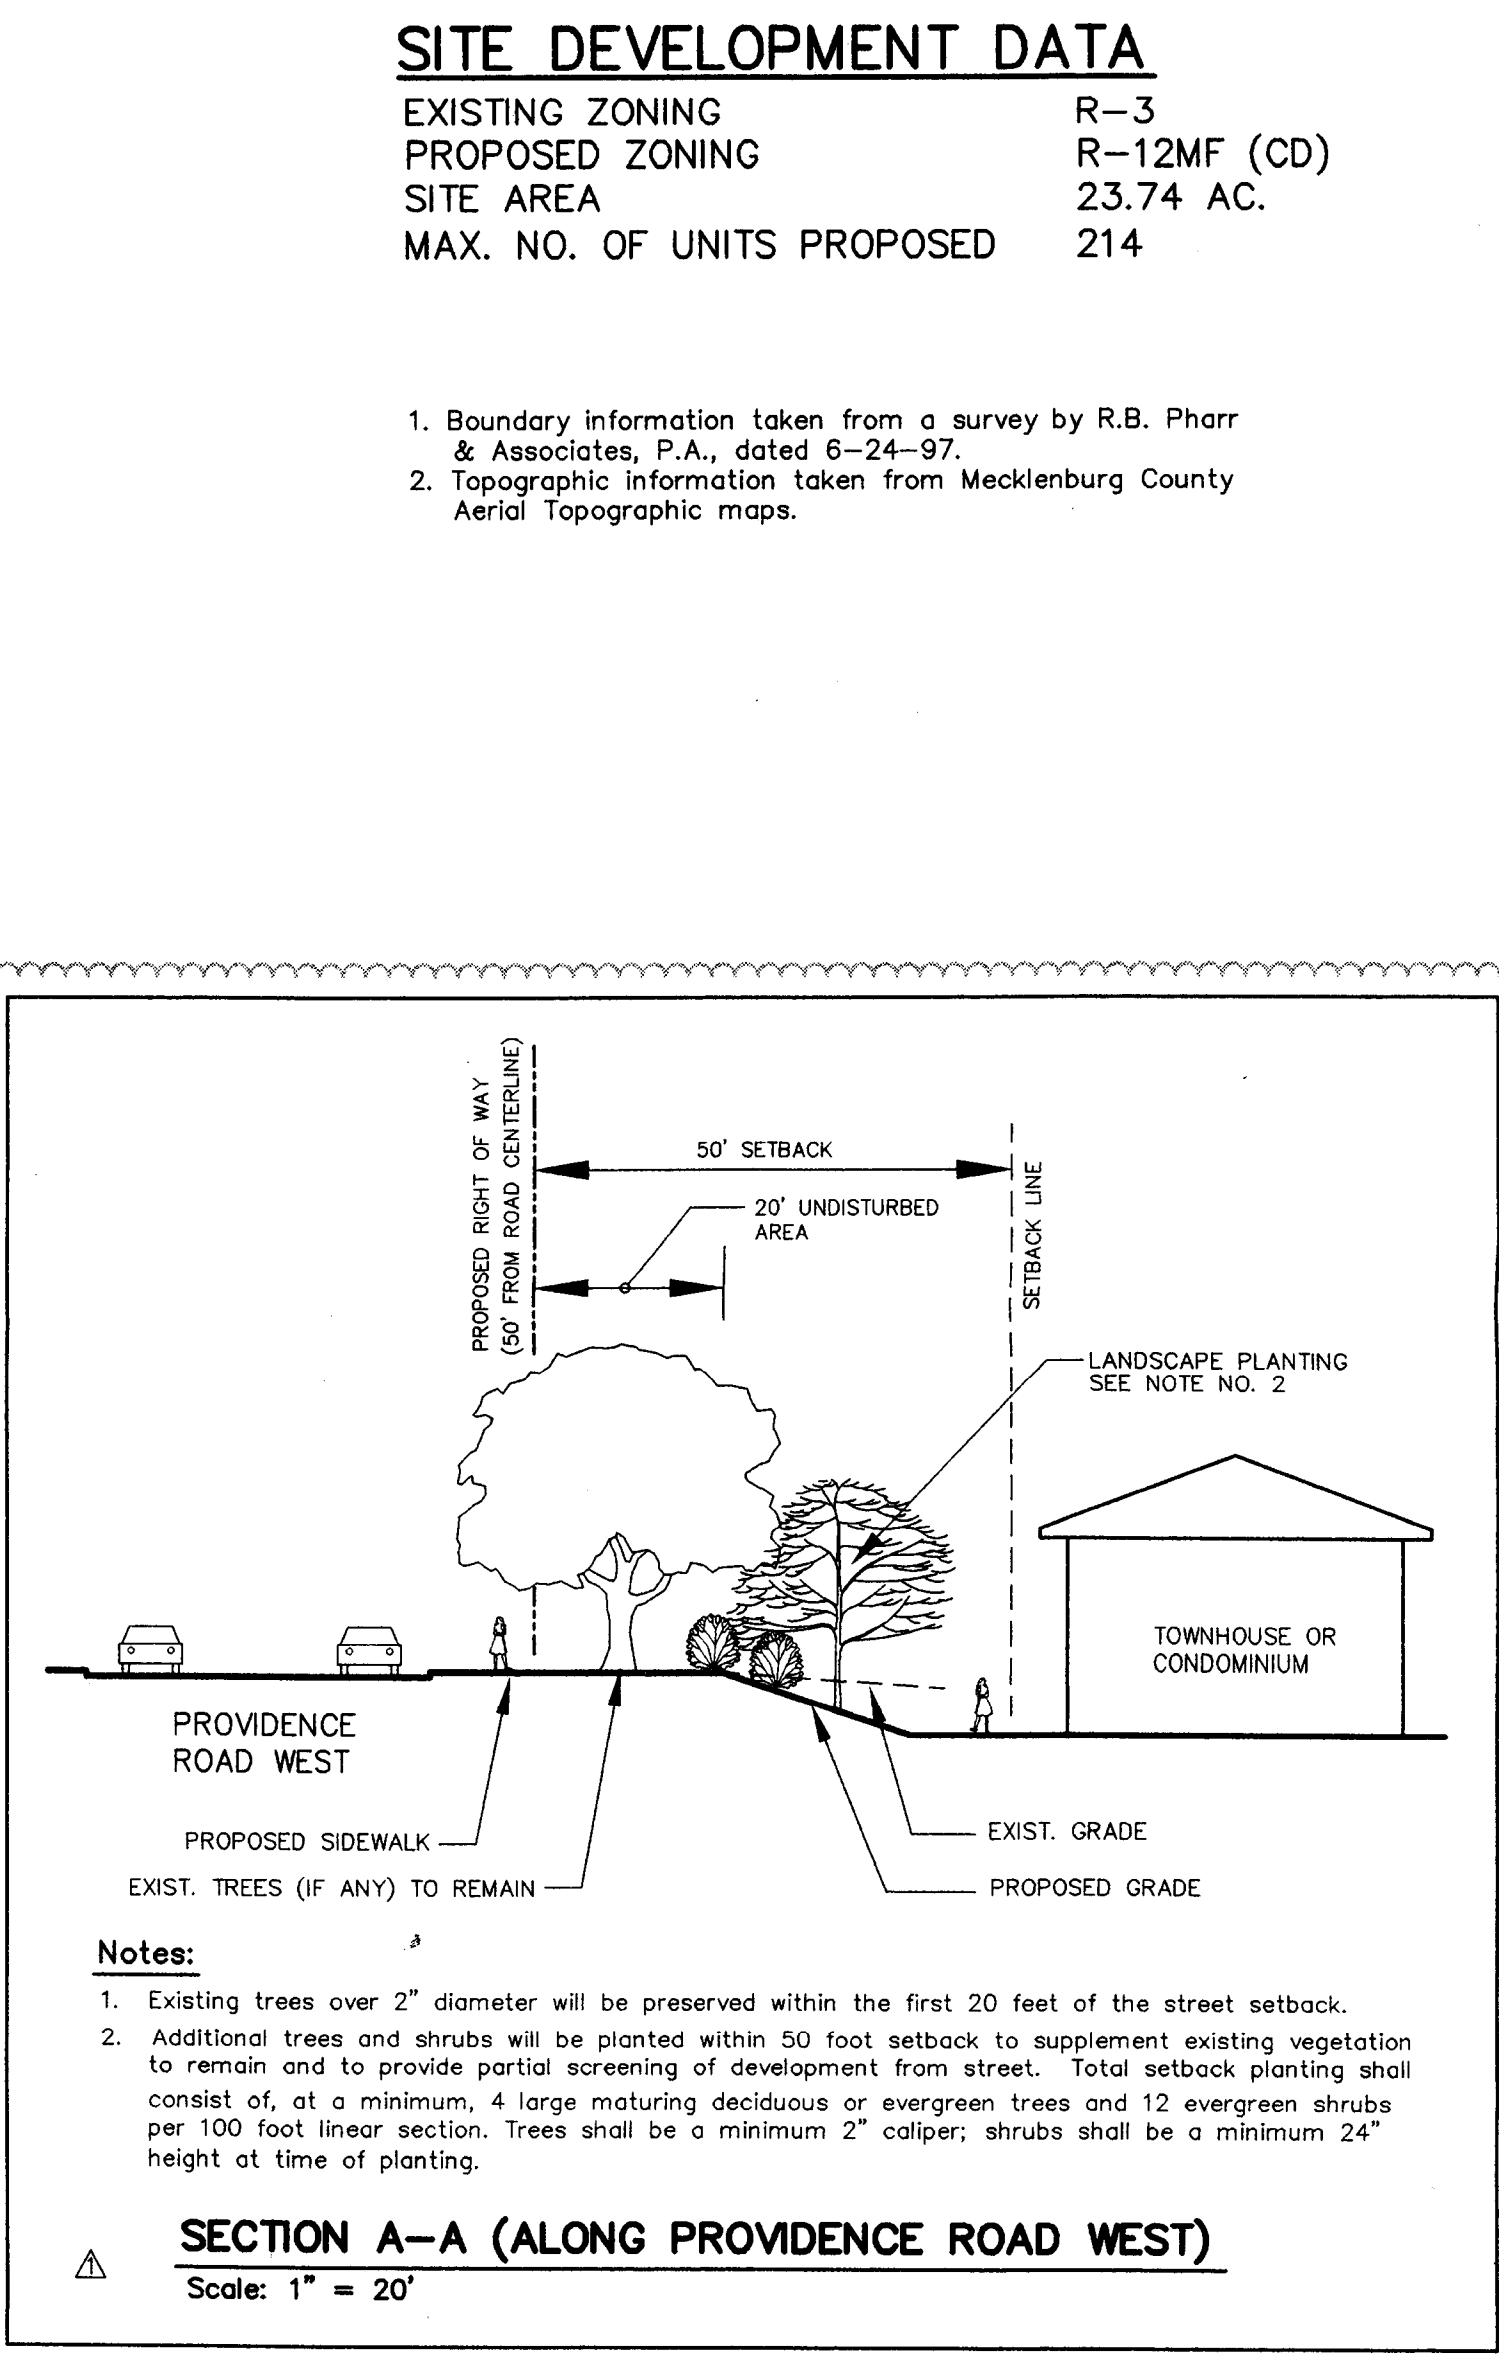 SITE DEVELOPMENT DATA
EXISTING ZONING R-3
PROPOSED ZONING R-12MF (CD)
SITE AREA 23.74 AC.
MAX. NO. OF UNITS PROPOSED 214
1. Boundary information taken from a survey by R.B. Pharr
& Associates, P.A., dated 6-24-97.
2. Topographic information taken from Mecklenburg County
Aerial Topographic maps.
PROPOSED RIGHT OF WAY
(50' FROM ROAD CENTERLINE)
50' SETBACK
20' UNDISTURBED
AREA
SETBACK LINE
LANDSCAPE PLANTING
SEE NOTE NO. 2
TOWNHOUSE OR
CONDOMINIUM
PROVIDENCE
ROAD WEST
PROPOSED SIDEWALK
EXIST. GRADE
EXIST. TREES (IF ANY) TO REMAIN
PROPOSED GRADE
Notes:
1. Existing trees over 2" diameter will be preserved within the first 20 feet of the street setback.
2. Additional trees and shrubs will be planted within 50 foot setback to supplement existing vegetation
to remain and to provide partial screening of development from street. Total setback planting shall
consist of, at a minimum, 4 large maturing deciduous or evergreen trees and 12 evergreen shrubs
per 100 foot linear section. Trees shall be a minimum 2" caliper; shrubs shall be a minimum 24"
height at time of planting.
SECTION A-A (ALONG PROVIDENCE ROAD WEST)
1
Scale: 1" = 20'